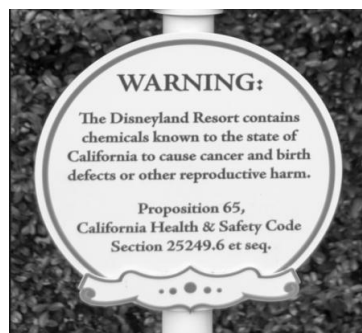 WARNING:
The Disneyland Resort contains
chemicals known to the state of
California to cause cancer and birth
defects or other reproductive harm.
Proposition 65,
California Health & Safety Code
Section 25249.6 et seq.